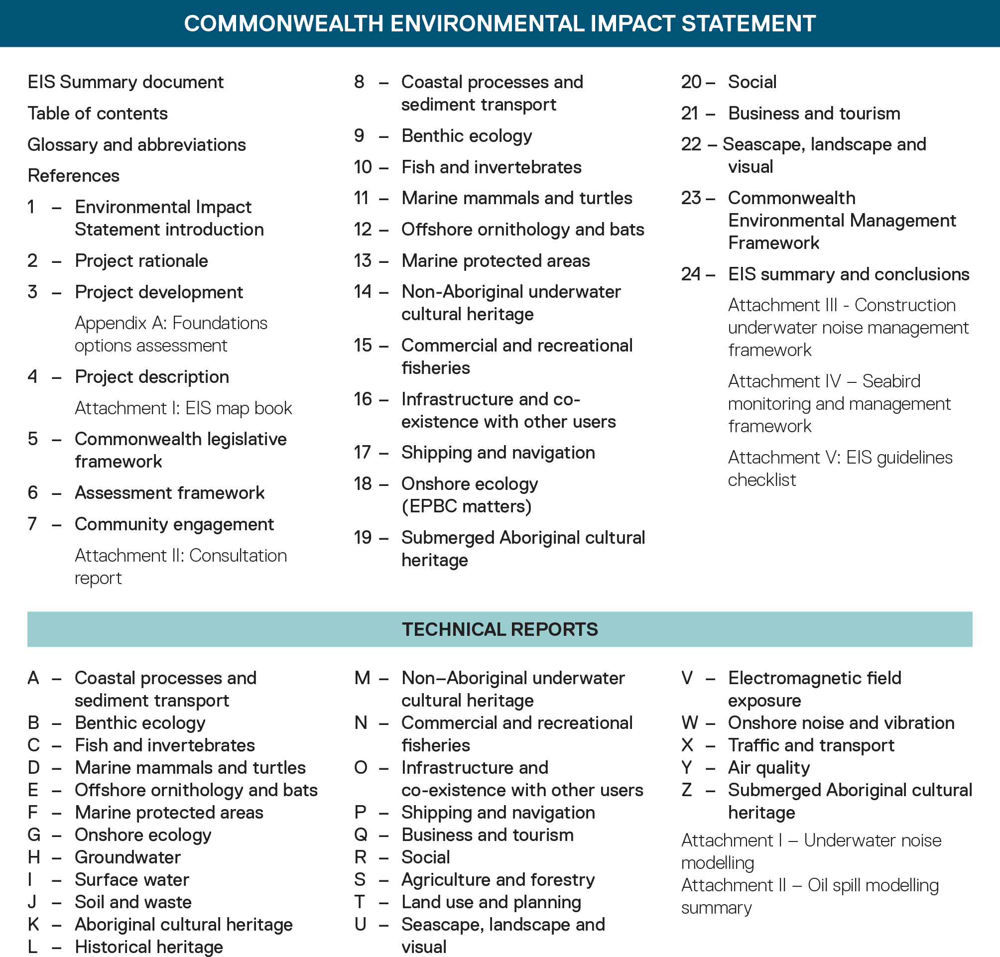 COMMONWEALTH ENVIRONMENTAL IMPACT STATEMENT
EIS Summary document
Table of contents
Glossary and abbreviations
References
1 – Environmental Impact
Statement introduction
2 – Project rationale
3 – Project development
Appendix A: Foundations
options assessment
4 – Project description
Attachment I: EIS map book
5 – Commonwealth legislative
framework
6 – Assessment framework
7 – Community engagement
Attachment II: Consultation
report
8 – Coastal processes and
sediment transport
9 – Benthic ecology
10 – Fish and invertebrates
11 – Marine mammals and turtles
12 – Offshore ornithology and bats
13 – Marine protected areas
14 – Non-Aboriginal underwater
cultural heritage
15 – Commercial and recreational
fisheries
16 – Infrastructure and co-
existence with other users
17 – Shipping and navigation
18 – Onshore ecology
(EPBC matters)
19 – Submerged Aboriginal cultural
heritage
20 – Social
21 – Business and tourism
22 – Seascape, landscape and
visual
23 – Commonwealth
Environmental Management
Framework
24 – EIS summary and conclusions
Attachment III - Construction
underwater noise management
framework
Attachment IV – Seabird
monitoring and management
framework
Attachment V: EIS guidelines
checklist
TECHNICAL REPORTS
A – Coastal processes and
sediment transport
B – Benthic ecology
C – Fish and invertebrates
D – Marine mammals and turtles
E – Offshore ornithology and bats
F – Marine protected areas
G – Onshore ecology
H – Groundwater
I – Surface water
J – Soil and waste
K – Aboriginal cultural heritage
L – Historical heritage
M – Non–Aboriginal underwater
cultural heritage
N – Commercial and recreational
fisheries
O – Infrastructure and
co-existence with other users
P – Shipping and navigation
Q – Business and tourism
R – Social
S – Agriculture and forestry
T – Land use and planning
U – Seascape, landscape and
visual
V – Electromagnetic field
exposure
W – Onshore noise and vibration
X – Traffic and transport
Y – Air quality
Z – Submerged Aboriginal cultural
heritage
Attachment I – Underwater noise
modelling
Attachment II – Oil spill modelling
summary